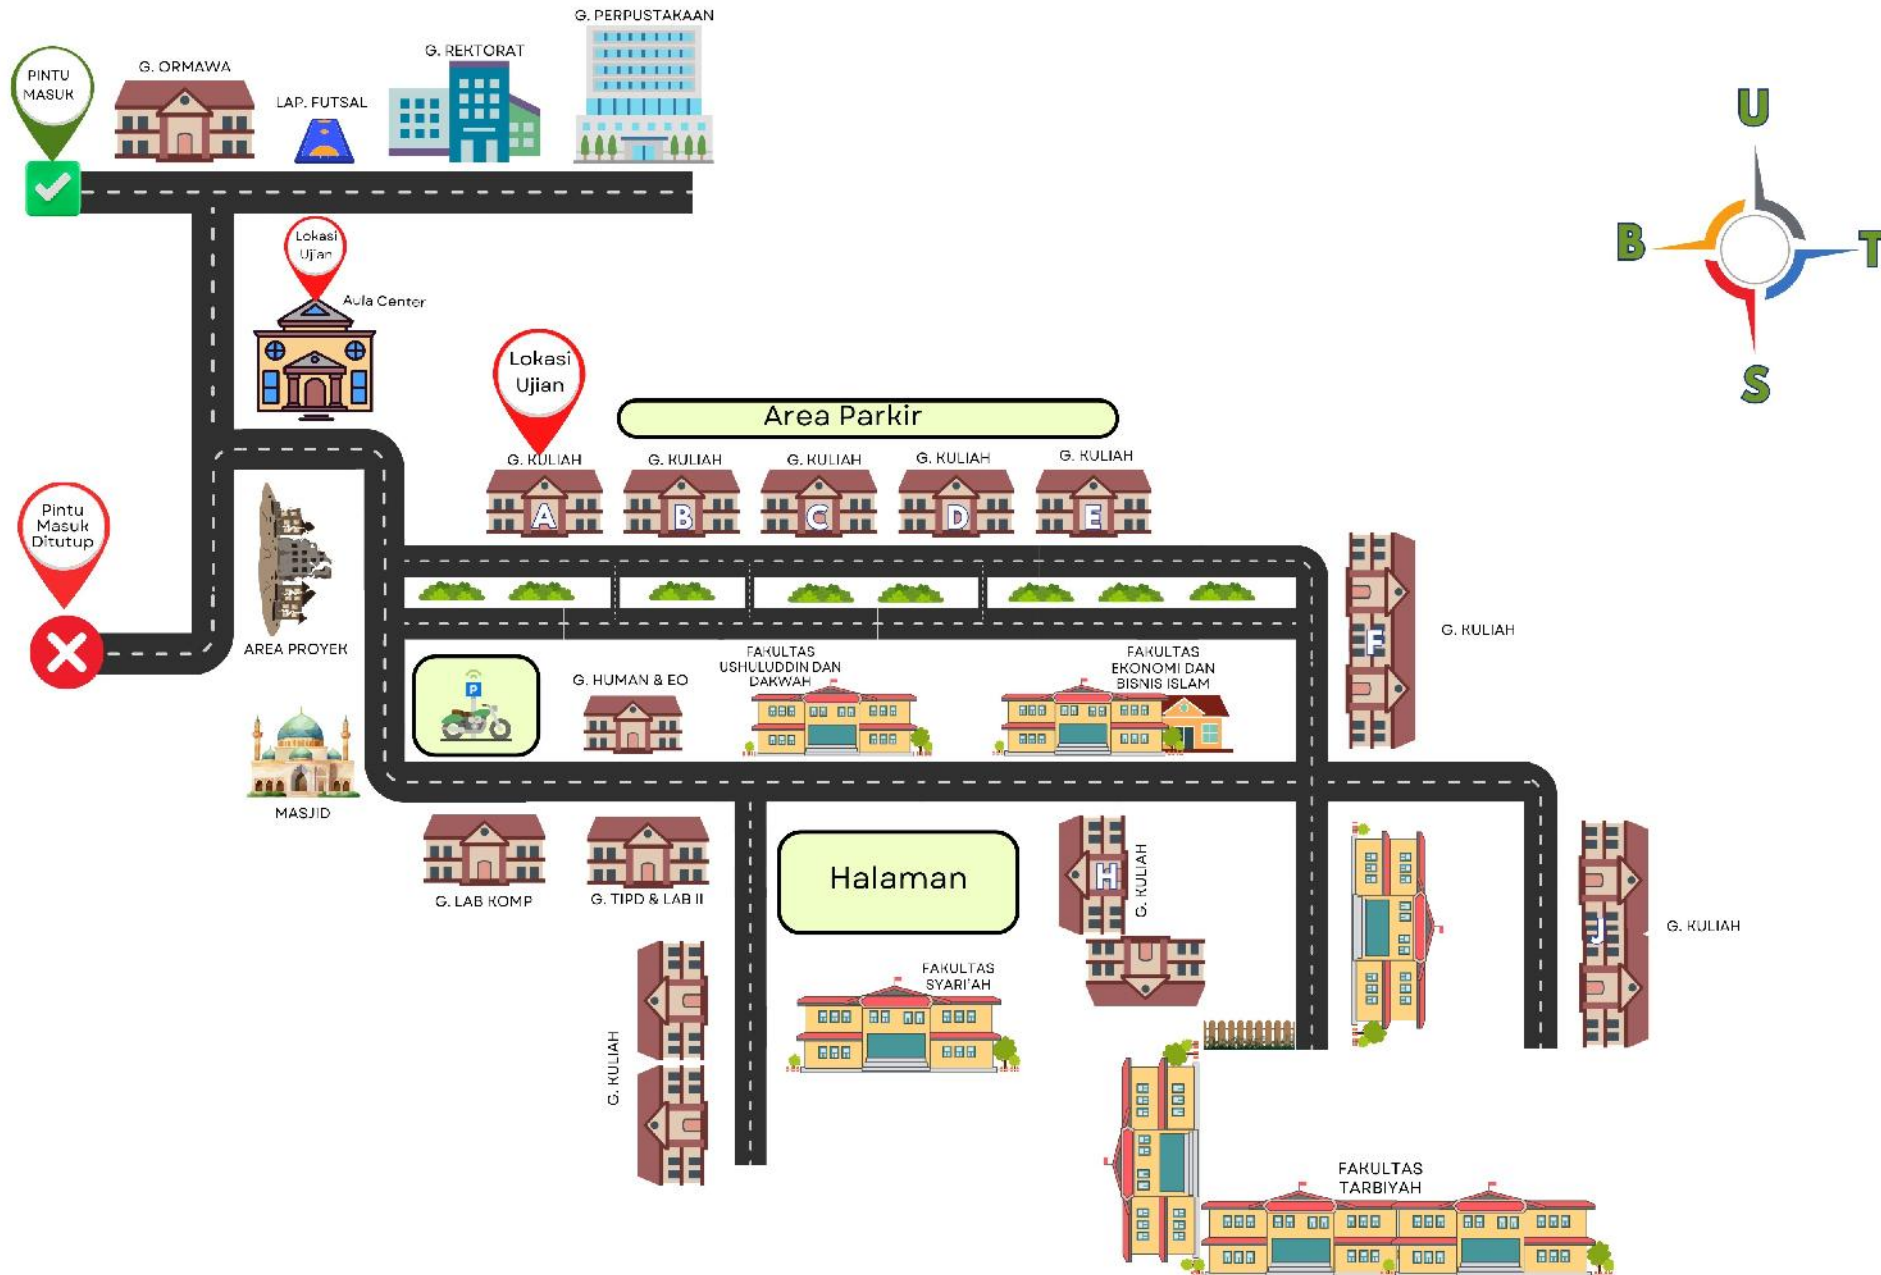 G. PERPUSTAKAAN
G. REKTORAT
G. ORMAWA
PINTU
MASUK
LAP. FUTSAL
U
B
T
S
Lokasi
Ujian
Aula Center
Lokasi
Ujian
Area Parkir
G. KULIAH
G. KULIAH
G. KULIAH
G. KULIAH
G. KULIAH
A
B
C
D
E
Pintu
Masuk
Ditutup
AREA PROYEK
F
G. KULIAH
P
G. HUMAN & EO
FAKULTAS
USHULUDDIN DAN
DAKWAH
FAKULTAS
EKONOMI DAN
BISNIS ISLAM
MASJID
G. LAB KOMP
G. TIPD & LAB II
Halaman
H
G. KULIAH
J
G. KULIAH
FAKULTAS
SYARI'AH
G. KULIAH
FAKULTAS
TARBIYAH